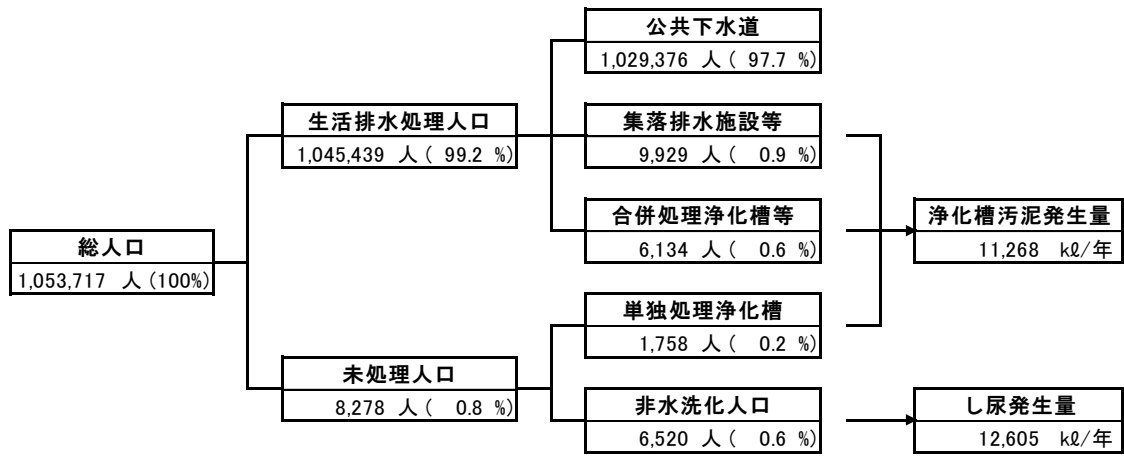 公共下水道
1,029,376 人 ( 97.7 %)
生活排水処理人口
1,045,439 人 ( 99.2 %)
集落排水施設等
9,929 人 ( 0.9 %)
合併処理浄化槽等
6,134 人 ( 0.6 %)
浄化槽汚泥発生量
11,268 kℓ/年
総人口
1,053,717 人 (100%)
単独処理浄化槽
1,758 人 ( 0.2 %)
未処理人口
8,278 人 ( 0.8 %)
非水洗化人口
6,520 人 ( 0.6 %)
し尿発生量
12,605 kℓ/年